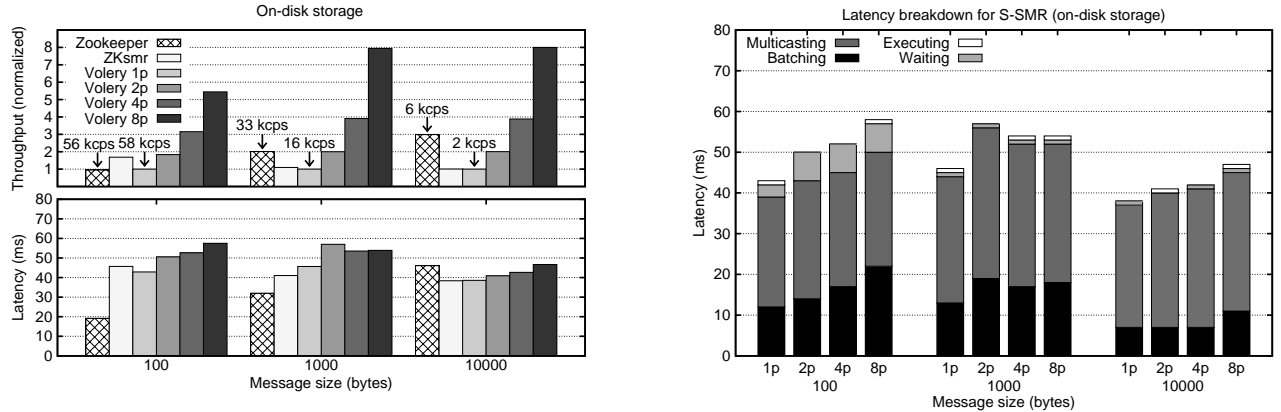 On-disk storage
Throughput (normalized)
8
7
6
5
4
3
2
1
Zookeeper
ZKsmr
Volery 1p
Volery 2p
Volery 4p
Volery 8p
56 kcps
58 kcps
33 kcps
16 kcps
6 kcps
2 kcps
Latency (ms)
80
70
60
50
40
30
20
10
0
100
1000
10000
Message size (bytes)
Latency breakdown for S-SMR (on-disk storage)
Latency (ms)
80
70
60
50
40
30
20
10
0
Multicasting
Batching
Executing
Waiting
1p 2p 4p 8p 1p 2p 4p 8p 1p 2p 4p 8p
100 1000 10000
Message size (bytes)